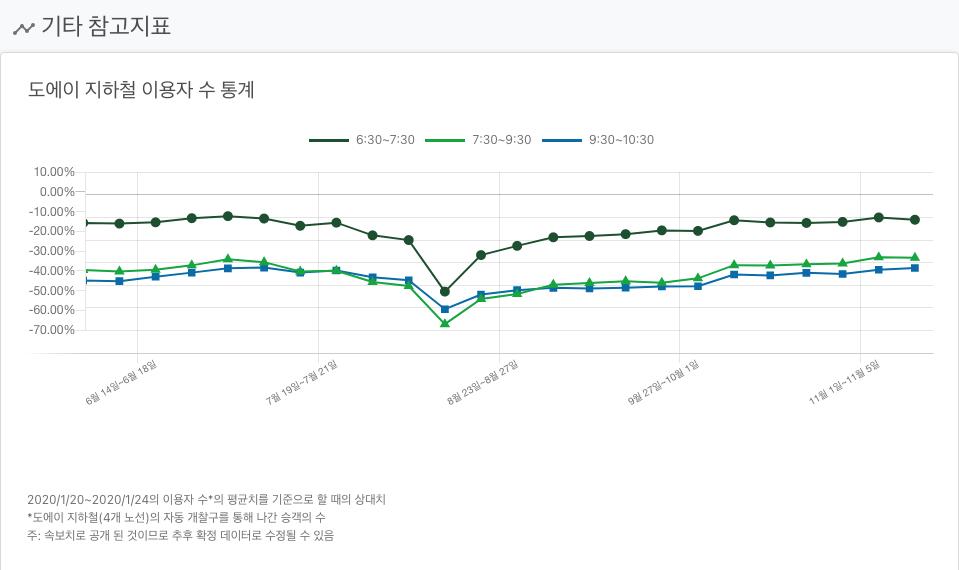 기타 참고지표
도에이 지하철 이용자 수 통계
6:30~7:30 7:30~9:30 9:30~10:30
10.00%
0.00%
-10.00%
-20.00%
-30.00%
-40.00%
-50.00%
-60.00%
-70.00%
6월 14일~6월 18일
7월 19일~7월 21일
8월 23일~8월 27일
9월 27일~10월 1일
11월 1일~11월 5일
2020/1/20~2020/1/24의 이용자 수*의 평균치를 기준으로 할 때의 상대치
*도에이 지하철(4개 노선)의 자동 개찰구를 통해 나간 승객의 수
주: 속보치로 공개 된 것이므로 추후 확정 데이터로 수정될 수 있음